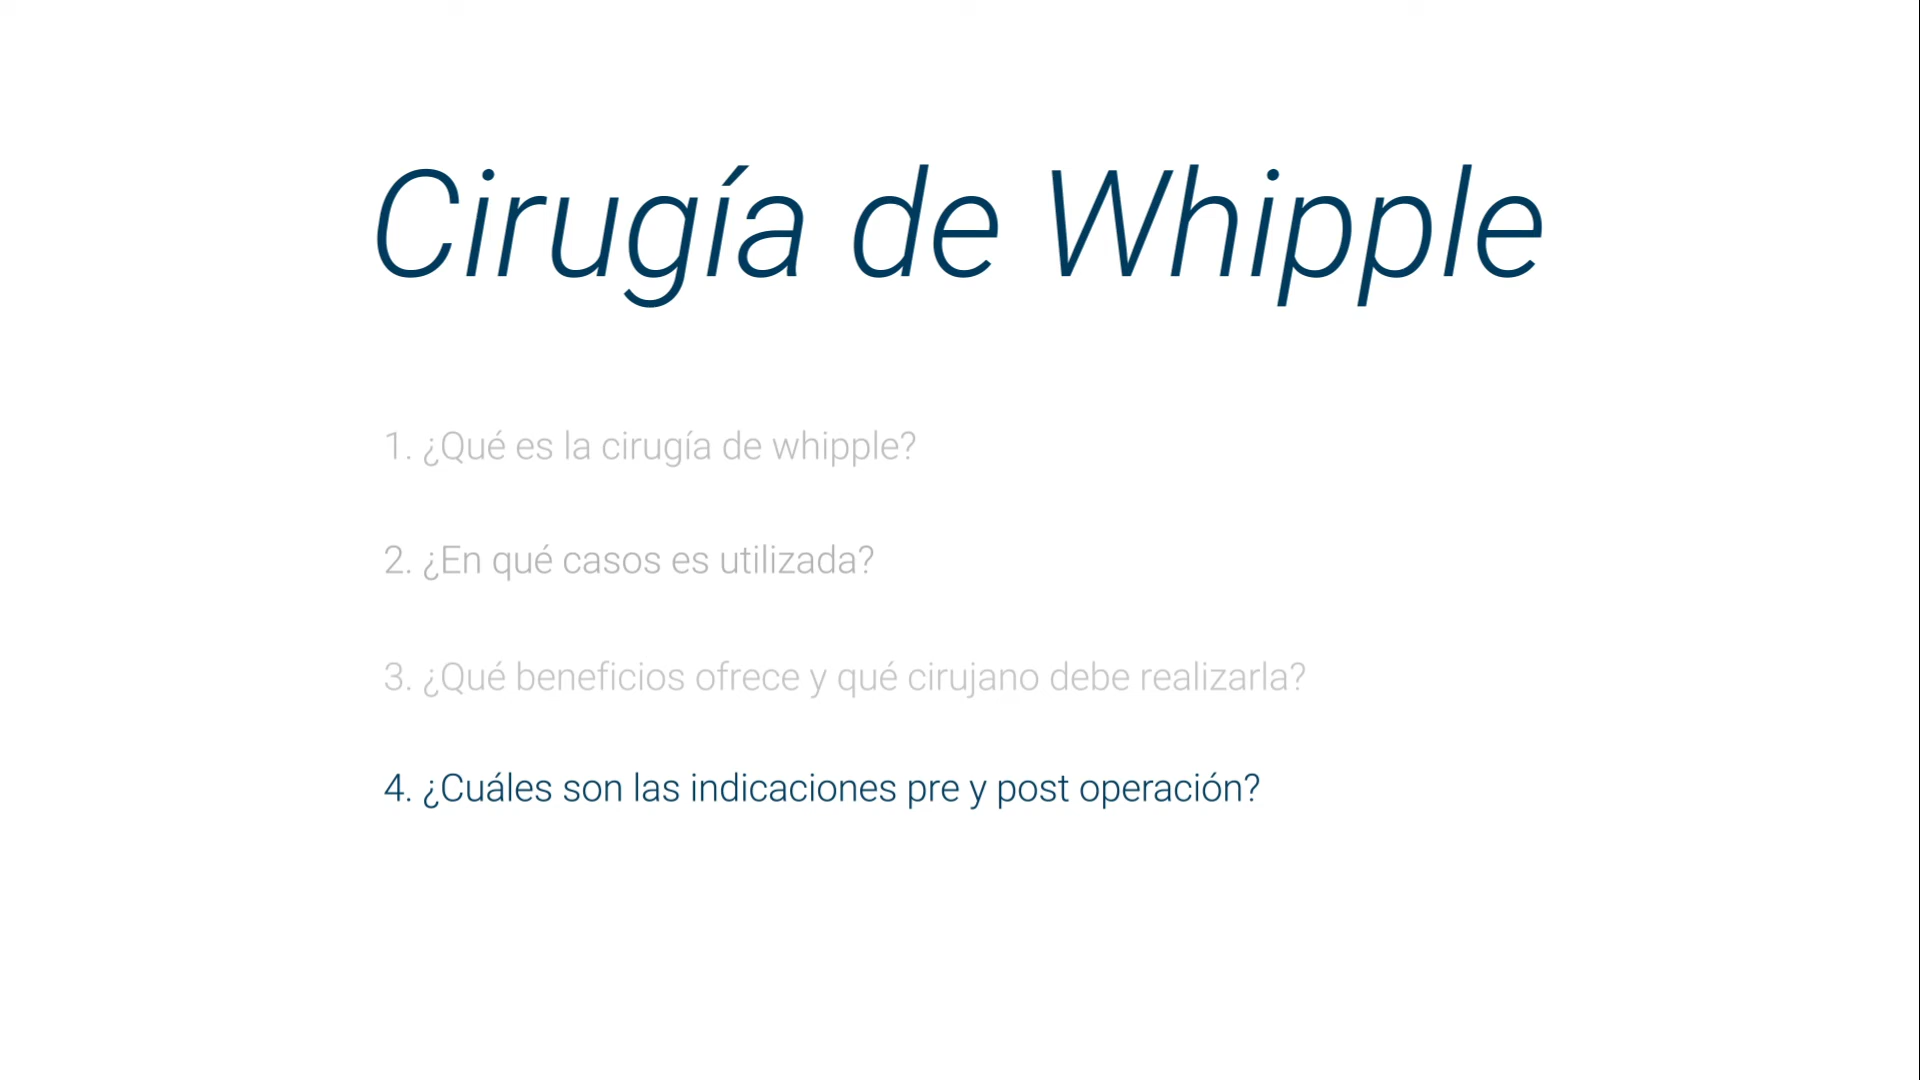 Cirugía de Whipple
1. ¿Qué es la cirugía de whipple?
2. ¿En qué casos es utilizada?
3. ¿Qué beneficios ofrece y qué cirujano debe realizarla?
4. ¿Cuáles son las indicaciones pre y post operación?